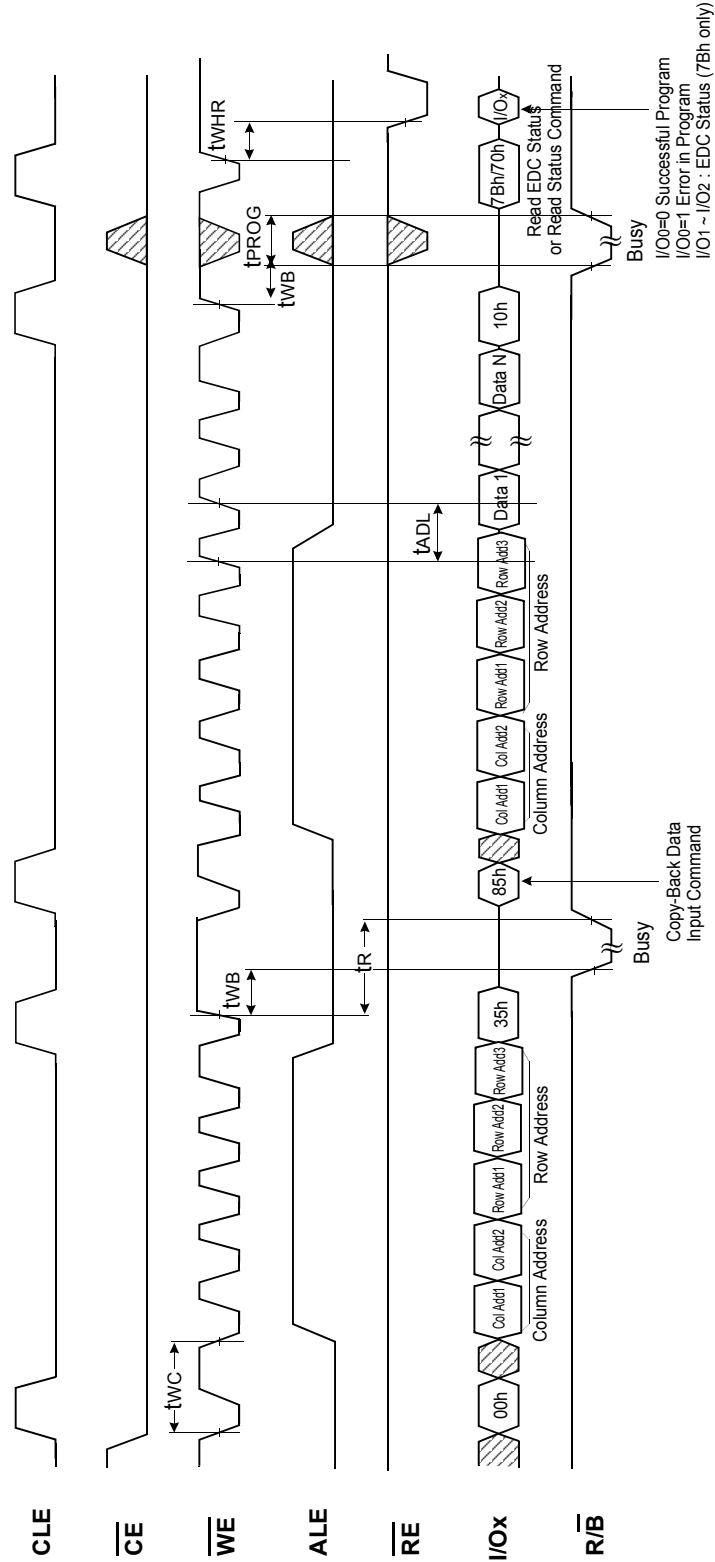 CLE
CE
WE
tWC
tWB
tWB
tPROG
tWHR
ALE
tR
tADL
RE
I/Ox
00h
Col Add1
Col Add2
Row Add1
Row Add2
Row Add3
35h
85h
Col Add1
Col Add2
Row Add1
Row Add2
Row Add3
Data 1
Data N
10h
7Bh/70h
I/Ox
Column Address
Row Address
Column Address
Row Address
Read EDC Status
or Read Status Command
R/B
Busy
Busy
Copy-Back Data
Input Command
I/O0=0 Successful Program
I/O0=1 Error in Program
I/O1 ~ I/O2 : EDC Status (7Bh only)